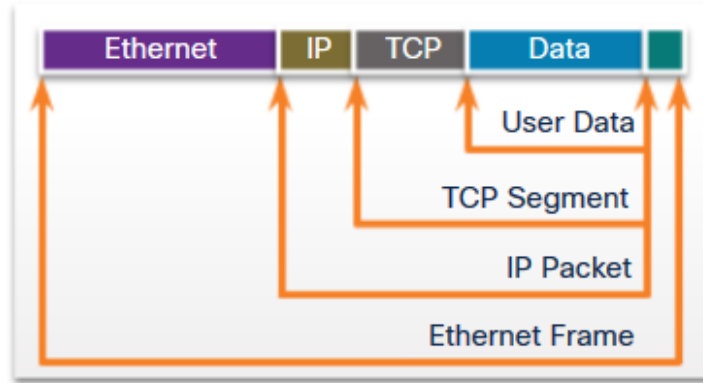 Ethernet IP TCP Data
User Data
TCP Segment
IP Packet
Ethernet Frame